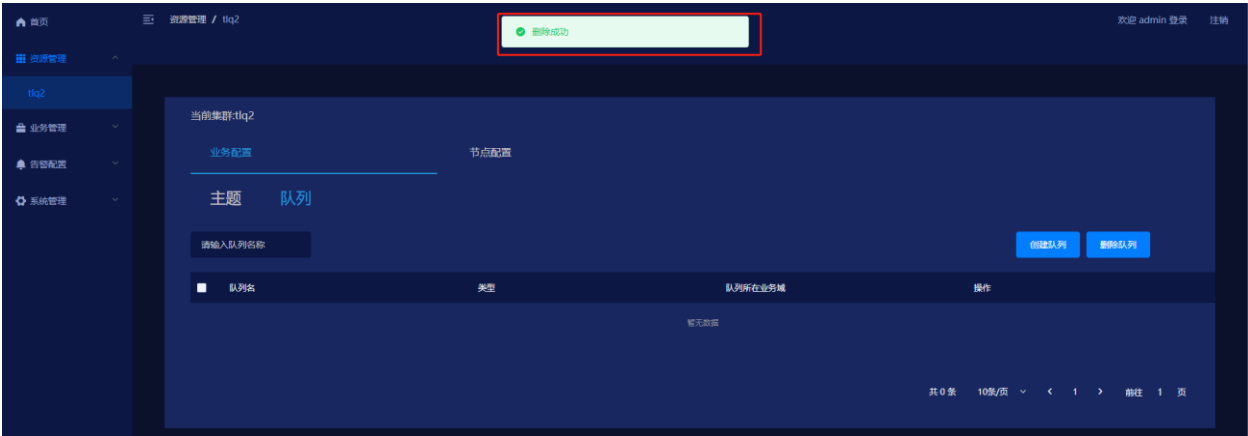 首页
资源管理 / tlq2
删除成功
欢迎 admin 登录
注销
资源管理
tlq2
业务管理
告警配置
系统管理
当前集群:tlq2
业务配置
节点配置
主题
队列
请输入队列名称
创建队列
删除队列
队列名
类型
队列所在业务域
操作
暂无数据
共 0 条
10条/页
1
前往 1 页